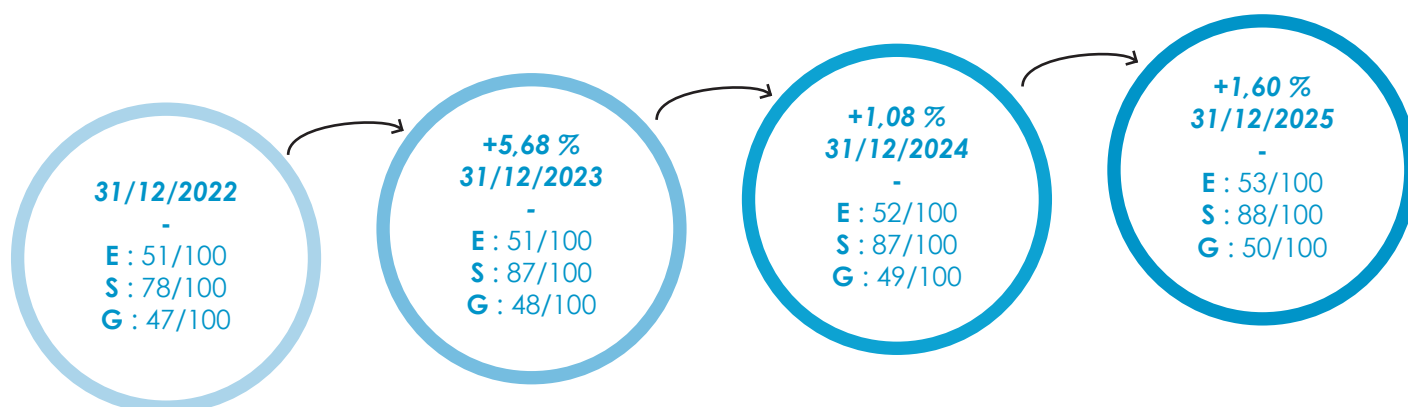 31/12/2022
-
E : 51/100
S : 78/100
G : 47/100
+5,68 %
31/12/2023
-
E : 51/100
S : 87/100
G : 48/100
+1,08 %
31/12/2024
-
E : 52/100
S : 87/100
G : 49/100
+1,60 %
31/12/2025
-
E : 53/100
S : 88/100
G : 50/100